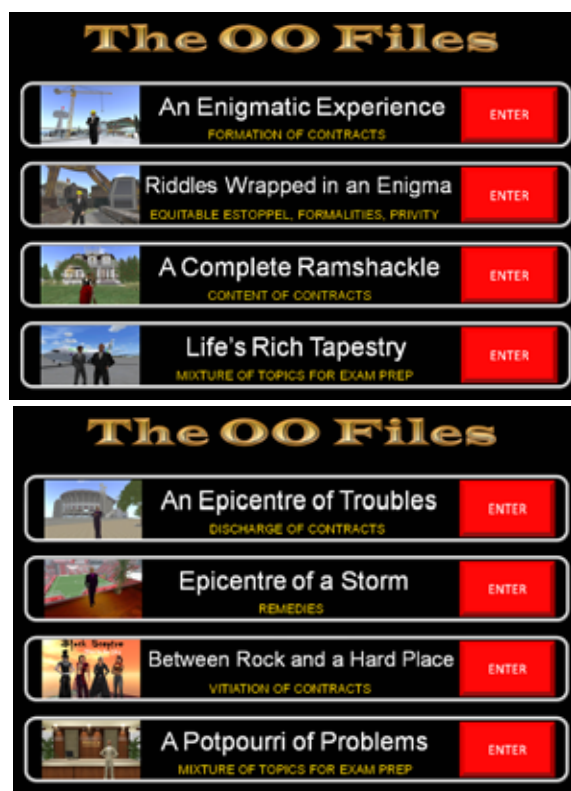 The OO Files
An Enigmatic Experience
FORMATION OF CONTRACTS
ENTER
Riddles Wrapped in an Enigma
EQUITABLE ESTOPPEL, FORMALITIES, PRIVITY
ENTER
A Complete Ramshackle
CONTENT OF CONTRACTS
ENTER
Life's Rich Tapestry
MIXTURE OF TOPICS FOR EXAM PREP
ENTER
The OO Files
An Epicentre of Troubles
DISCHARGE OF CONTRACTS
ENTER
Epicentre of a Storm
REMEDIES
ENTER
Black Sceptre
Between Rock and a Hard Place
VITIATION OF CONTRACTS
ENTER
A Potpourri of Problems
MIXTURE OF TOPICS FOR EXAM PREP
ENTER